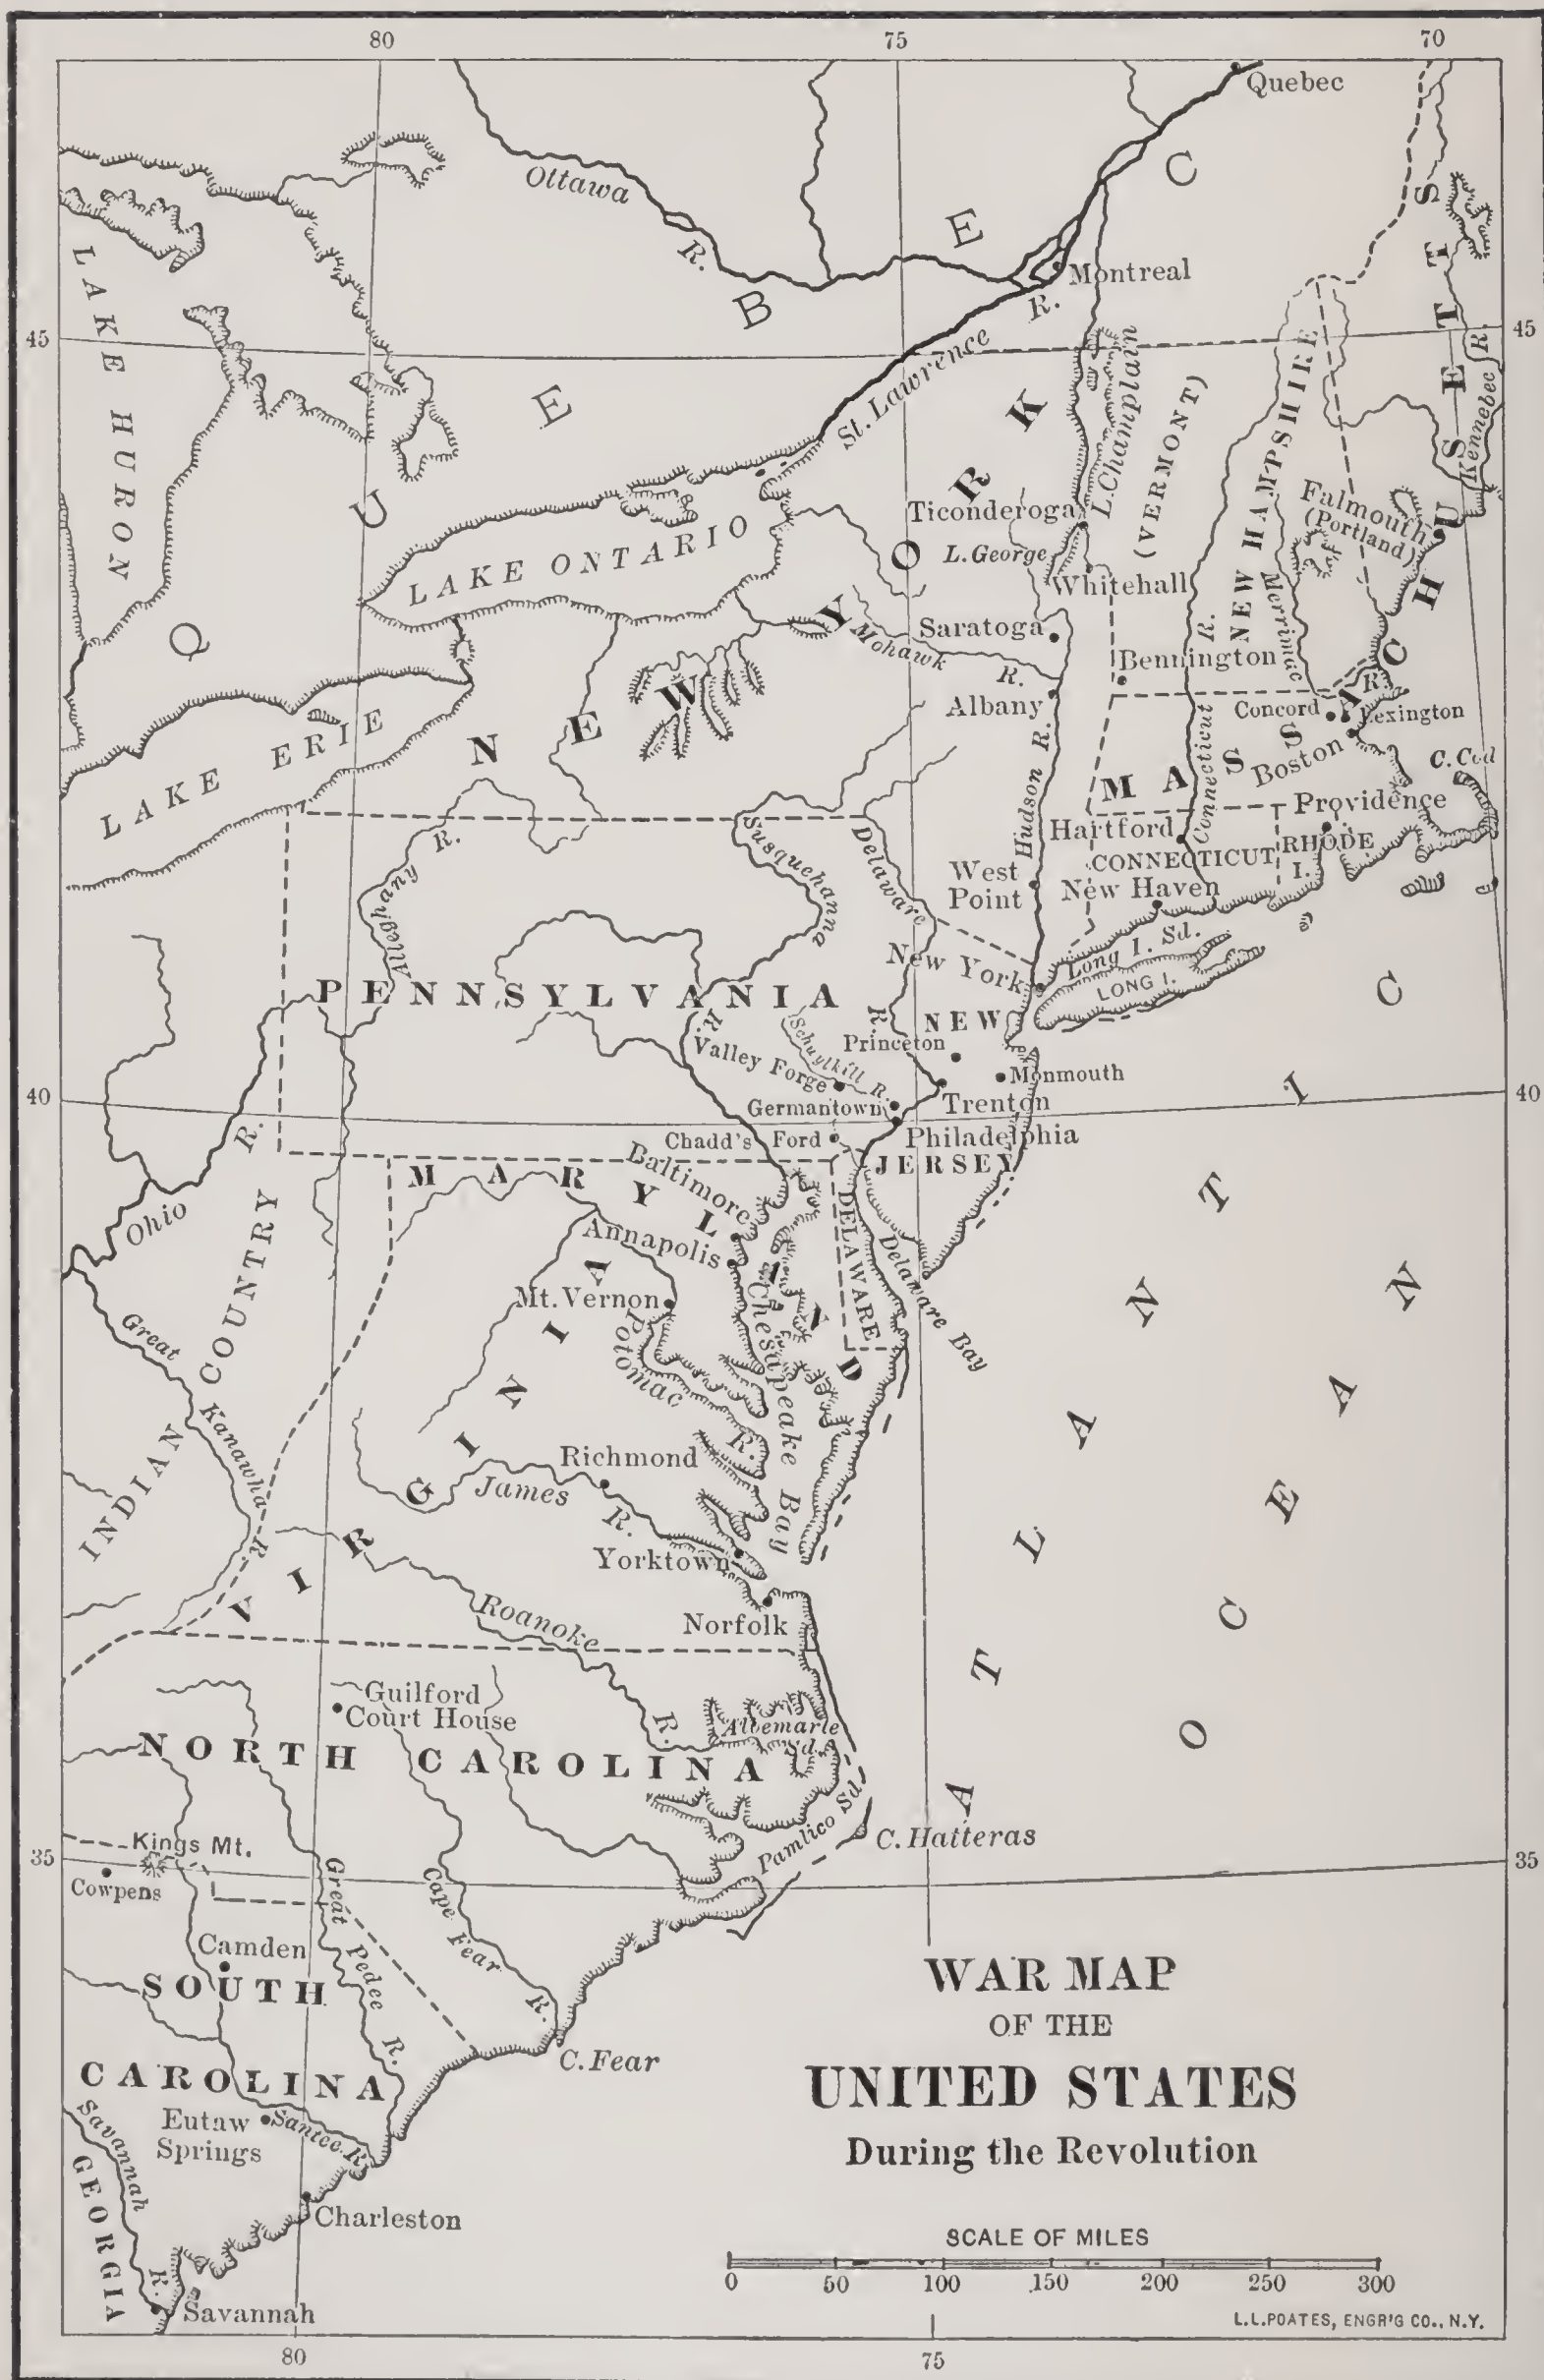 80
75
70
Quebec
Ottawa
R.
QUEBEC
LAKE HURON
Montreal
R.
45
45
St. Lawrence
L. Champlain
(VERMONT)
NEW HAMPSHIRE
MASSACHUSETTS
Kennebec R.
Falmouth
(Portland)
Ticonderoga
L. George
Whitehall
LAKE ONTARIO
NEW YORK
Saratoga
Mohawk
R.
Bennington
Merrimac
R.
Albany
Concord
Lexington
Boston
C. Cod
LAKE ERIE
Hudson R.
Connecticut
R.
Hartford
Providence
CONNECTICUT
RHODE
I.
West
Point
New Haven
Alleghany
R.
Susquehanna
R.
Delaware
R.
New York
Long I. Sd.
LONG I.
PENNSYLVANIA
NEW
JERSEY
Schuylkill R.
Princeton
Valley Forge
Monmouth
40
40
Germantown
Trenton
Chadd's Ford
Philadelphia
MARYLAND
Baltimore
Annapolis
DELAWARE
Delaware Bay
Ohio
R.
INDIAN COUNTRY
Mt. Vernon
Potomac
R.
Chesapeake Bay
Great
Kanawha
R.
VIRGINIA
Richmond
James
R.
Yorktown
Norfolk
Roanoke
R.
ATLANTIC
OCEAN
Guilford
Court House
Albemarle
Sd.
NORTH CAROLINA
Pamlico Sd.
C. Hatteras
35
35
Kings Mt.
Cowpens
Great
Pedee
R.
Cape
Fear
R.
Camden
SOUTH
CAROLINA
C. Fear
Eutaw
Springs
Santee R.
Savannah
R.
GEORGIA
Charleston
Savannah
WAR MAP
OF THE
UNITED STATES
During the Revolution
SCALE OF MILES
0 50 100 150 200 250 300
L.L.POATES, ENGR'G CO., N.Y.
80
75